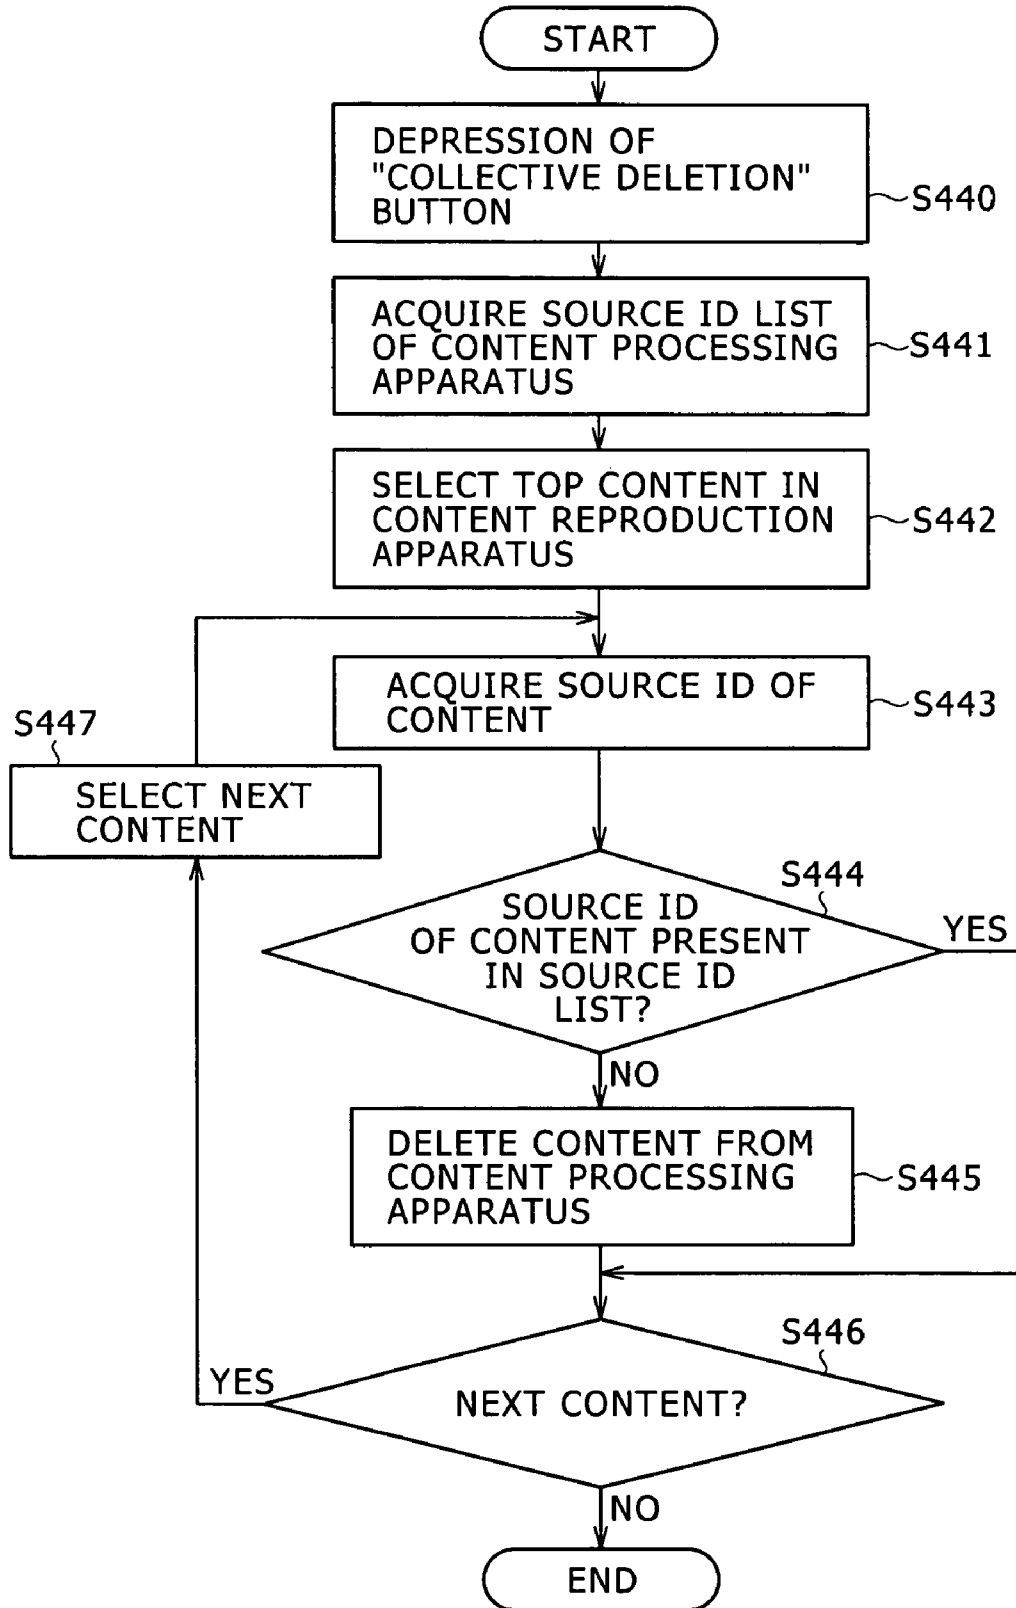 START
DEPRESSION OF
"COLLECTIVE DELETION"
BUTTON
S440
ACQUIRE SOURCE ID LIST
OF CONTENT PROCESSING
APPARATUS
S441
SELECT TOP CONTENT IN
CONTENT REPRODUCTION
APPARATUS
S442
ACQUIRE SOURCE ID OF
CONTENT
S443
S447
SELECT NEXT
CONTENT
S444
SOURCE ID
OF CONTENT PRESENT
IN SOURCE ID
LIST?
YES
NO
DELETE CONTENT FROM
CONTENT PROCESSING
APPARATUS
S445
S446
YES
NEXT CONTENT?
NO
END